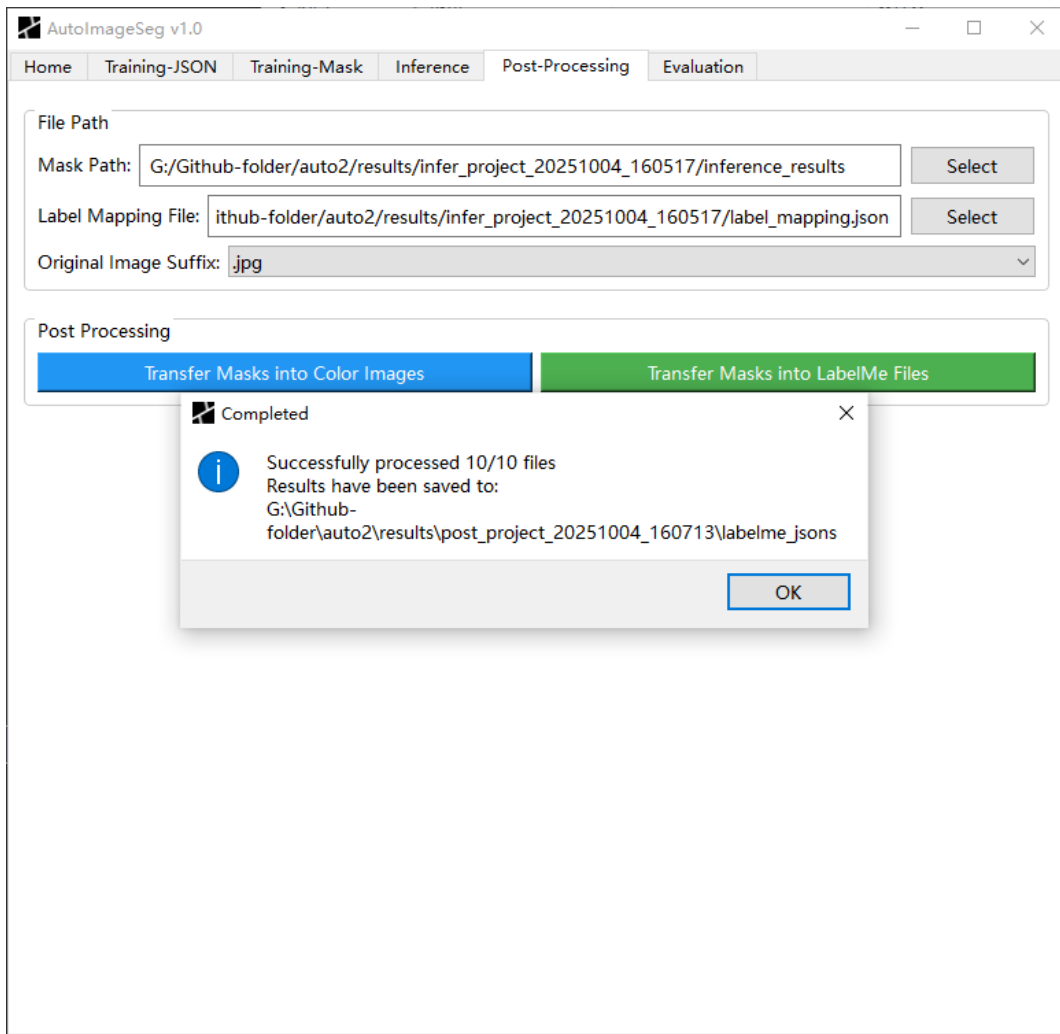 AutoImageSeg v1.0
Home Training-JSON Training-Mask Inference Post-Processing Evaluation
File Path
Mask Path: G:/Github-folder/auto2/results/infer_project_20251004_160517/inference_results Select
Label Mapping File: ithub-folder/auto2/results/infer_project_20251004_160517/label_mapping.json Select
Original Image Suffix: .jpg
Post Processing
Transfer Masks into Color Images Transfer Masks into LabelMe Files
Completed
Successfully processed 10/10 files
Results have been saved to:
G:\Github-
folder\auto2\results\post_project_20251004_160713\labelme_jsons
OK